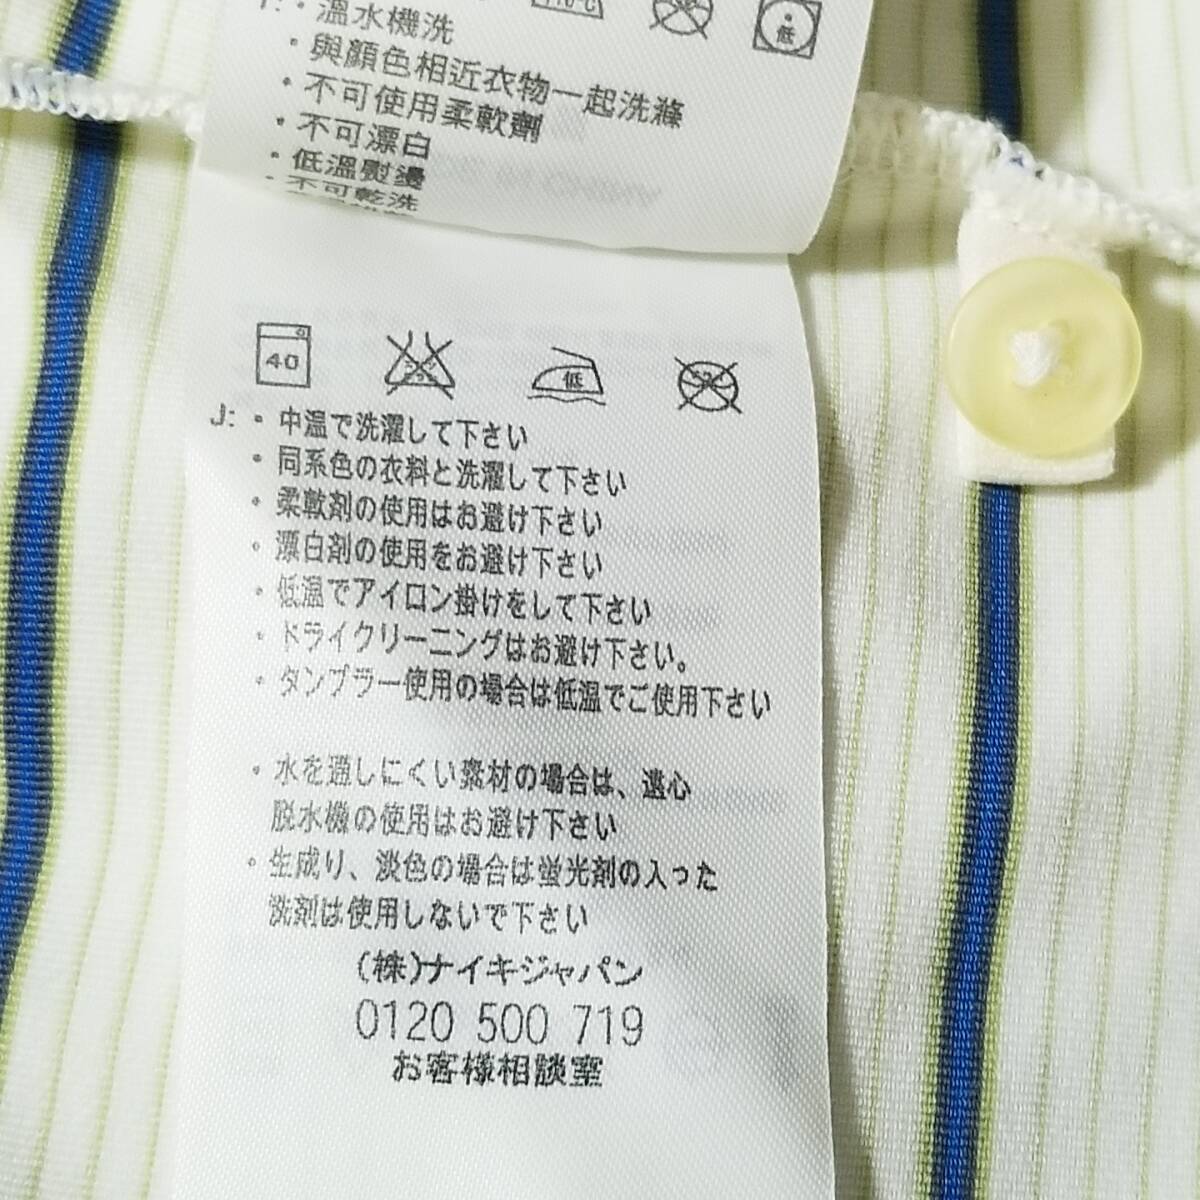 ・溫水機洗
・與顏色相近衣物一起洗滌
・不可使用柔軟劑
・不可漂白
・低溫熨燙
・不可乾洗
低
40
低
J: ・中温で洗濯して下さい
・同系色の衣料と洗濯して下さい
・柔軟剤の使用はお避け下さい
・漂白剤の使用をお避け下さい
・低温でアイロン掛けをして下さい
・ドライクリーニングはお避け下さい。
・タンブラー使用の場合は低温でご使用下さい
・水を通しにくい素材の場合は、遠心
脱水機の使用はお避け下さい
・生成り、淡色の場合は蛍光剤の入った
洗剤は使用しないで下さい
(株)ナイキジャパン
0120 500 719
お客様相談室